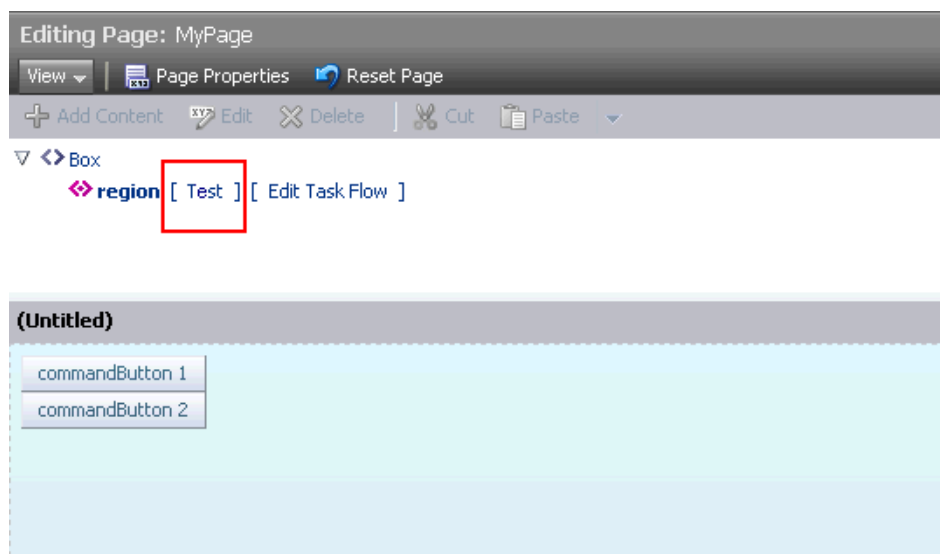 Editing Page: MyPage
View Page Properties Reset Page
Add Content Edit Delete Cut Paste
Box
region [ Test ] [ Edit Task Flow ]
(Untitled)
commandButton 1
commandButton 2